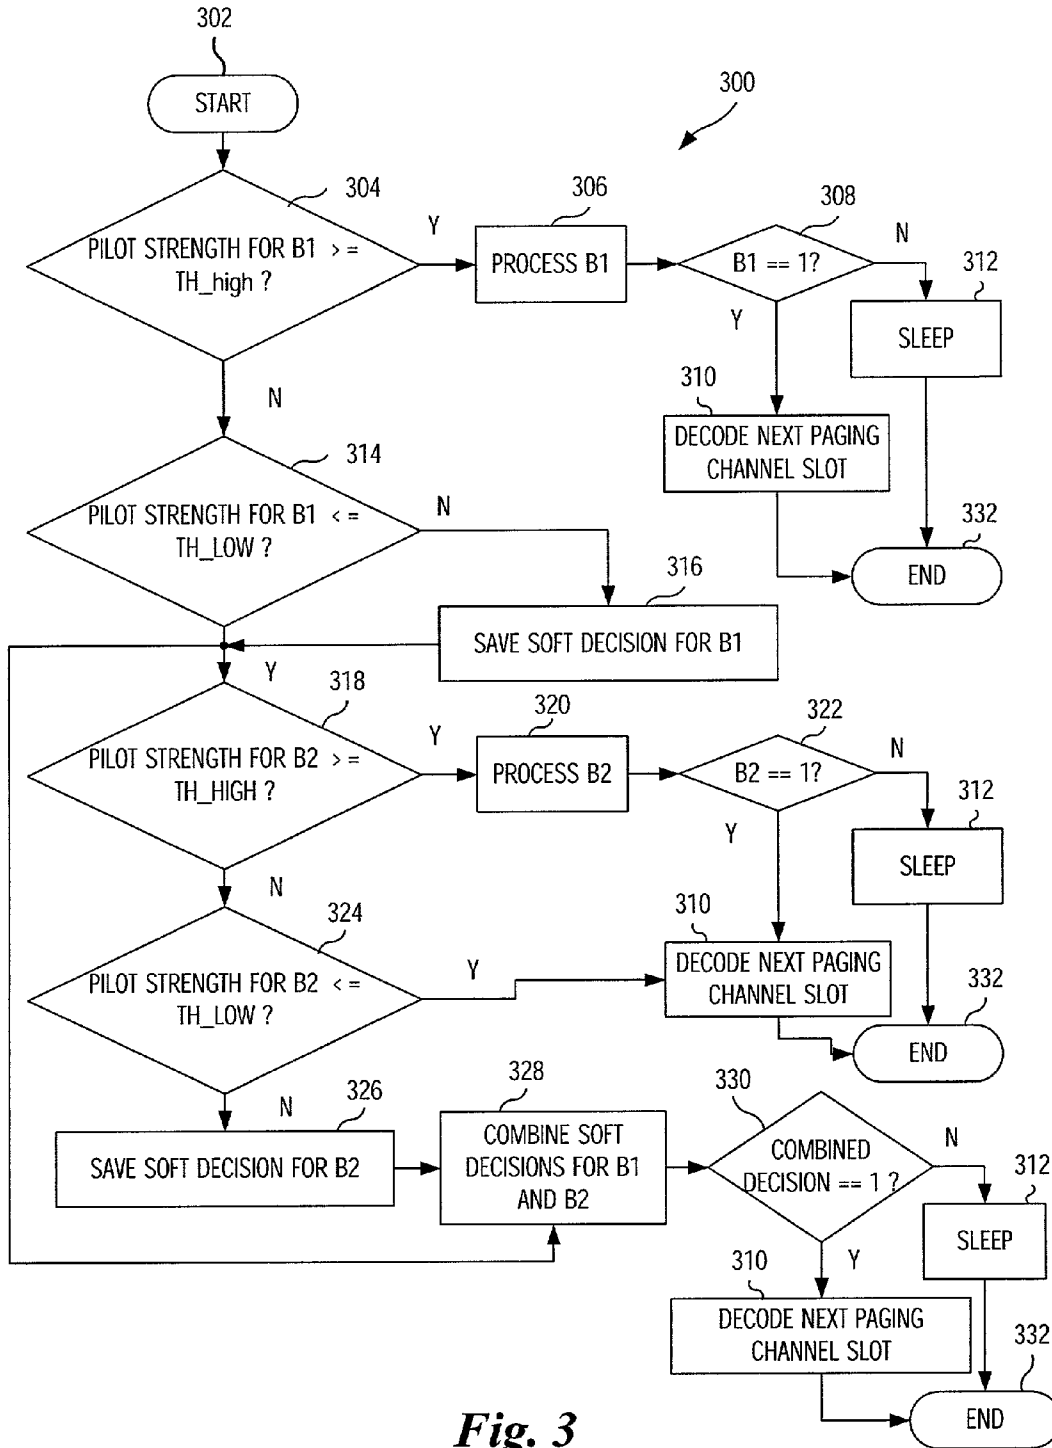 302
START
300
304
PILOT STRENGTH FOR B1 >=
TH_high ?
Y
306
PROCESS B1
308
B1 == 1?
N
312
SLEEP
Y
N
310
DECODE NEXT PAGING
CHANNEL SLOT
332
END
314
PILOT STRENGTH FOR B1 <=
TH_LOW ?
N
316
SAVE SOFT DECISION FOR B1
Y
318
PILOT STRENGTH FOR B2 >=
TH_HIGH ?
Y
320
PROCESS B2
322
B2 == 1?
N
312
SLEEP
Y
N
324
PILOT STRENGTH FOR B2 <=
TH_LOW ?
Y
310
DECODE NEXT PAGING
CHANNEL SLOT
332
END
N
326
SAVE SOFT DECISION FOR B2
328
COMBINE SOFT
DECISIONS FOR B1
AND B2
330
COMBINED
DECISION == 1 ?
N
312
SLEEP
Y
310
DECODE NEXT PAGING
CHANNEL SLOT
332
END
Fig. 3